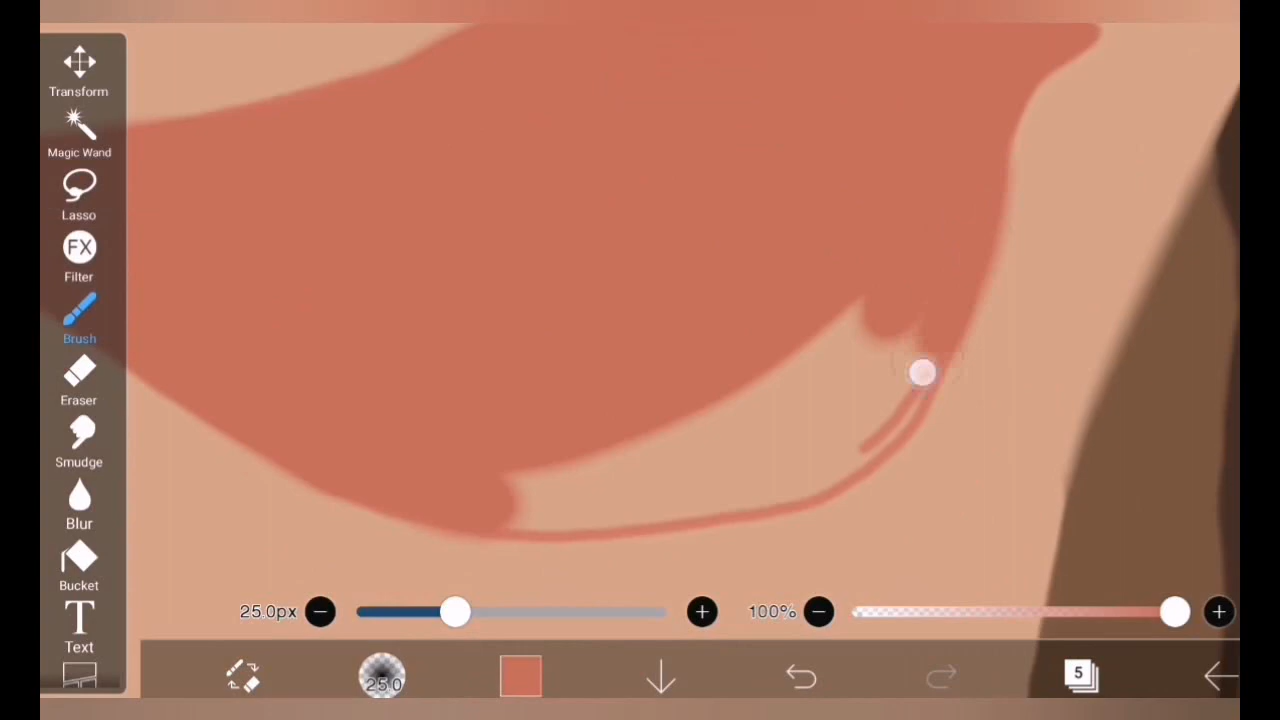 Transform
Magic Wand
Lasso
FX
Filter
Brush
Eraser
Smudge
Blur
Bucket
T
Text
25.0px
100%
25.0
5